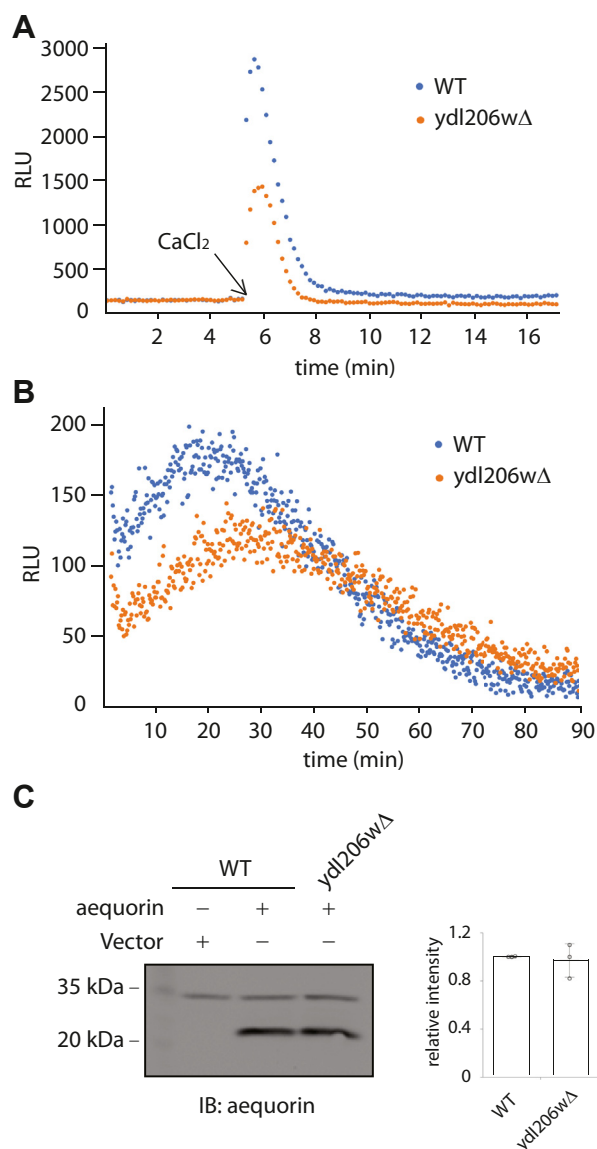 A
3000
2500
2000
1500
1000
500
0
RLU
WT
ydl206wΔ
CaCl₂
2 4 6 8 10 12 14 16
time (min)
B
200
150
100
50
0
RLU
WT
ydl206wΔ
10 20 30 40 50 60 70 80 90
time (min)
C
WT ydl206wΔ
aequorin − + +
Vector + − −
35 kDa –
20 kDa –
IB: aequorin
1.2
0.8
0.4
0
relative intensity
WT ydl206wΔ